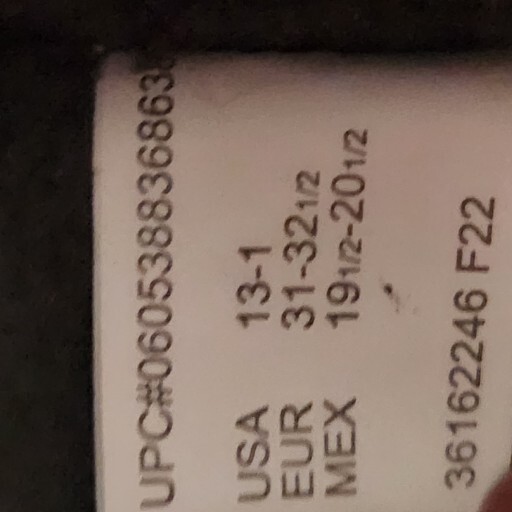 UPC#060538836863
USA 13-1
EUR 31-32 1/2
MEX 19 1/2-20 1/2
36162246 F22